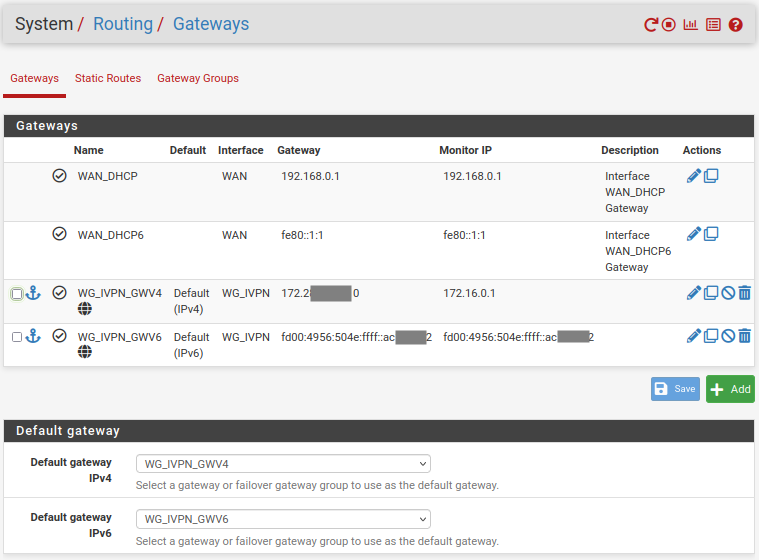 System / Routing / Gateways
Gateways Static Routes Gateway Groups
Gateways
Name Default Interface Gateway Monitor IP Description Actions
WAN_DHCP WAN 192.168.0.1 192.168.0.1 Interface
WAN_DHCP
Gateway
WAN_DHCP6 WAN fe80::1:1 fe80::1:1 Interface
WAN_DHCP6
Gateway
WG_IVPN_GWV4 Default WG_IVPN 172.2 0 172.16.0.1
(IPv4)
WG_IVPN_GWV6 Default WG_IVPN fd00:4956:504e:ffff::ac 2 fd00:4956:504e:ffff::ac 2
(IPv6)
Save Add
Default gateway
Default gateway WG_IVPN_GWV4
IPv4 Select a gateway or failover gateway group to use as the default gateway.
Default gateway WG_IVPN_GWV6
IPv6 Select a gateway or failover gateway group to use as the default gateway.